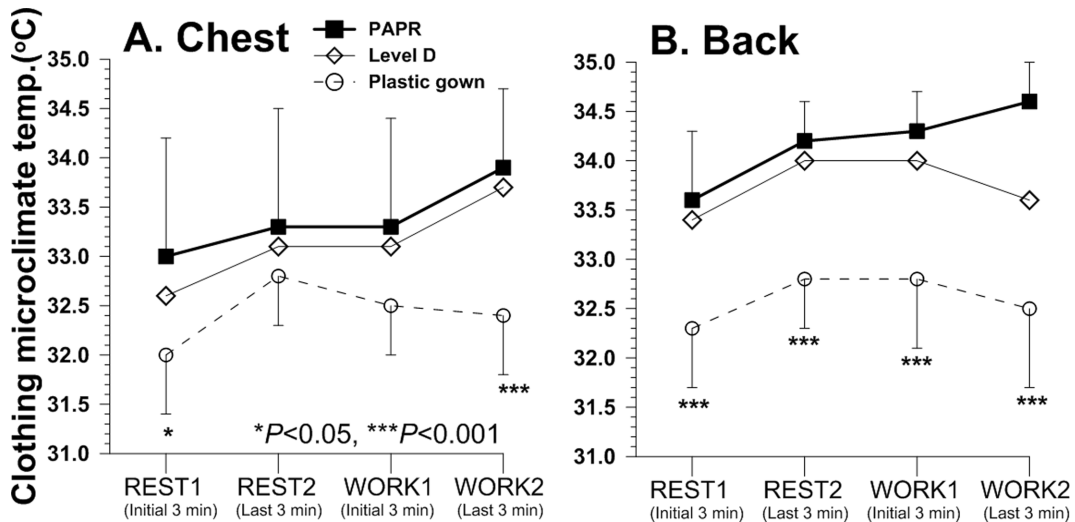 A. Chest
PAPR
Level D
Plastic gown
B. Back
Clothing microclimate temp.(°C)
35.0
34.5
34.0
33.5
33.0
32.5
32.0
31.5
31.0
*
***
*P<0.05, ***P<0.001
REST1 REST2 WORK1 WORK2
(Initial 3 min) (Last 3 min) (Initial 3 min) (Last 3 min)
35.0
34.5
34.0
33.5
33.0
32.5
32.0
31.5
31.0
***
***
***
***
REST1 REST2 WORK1 WORK2
(Initial 3 min) (Last 3 min) (Initial 3 min) (Last 3 min)